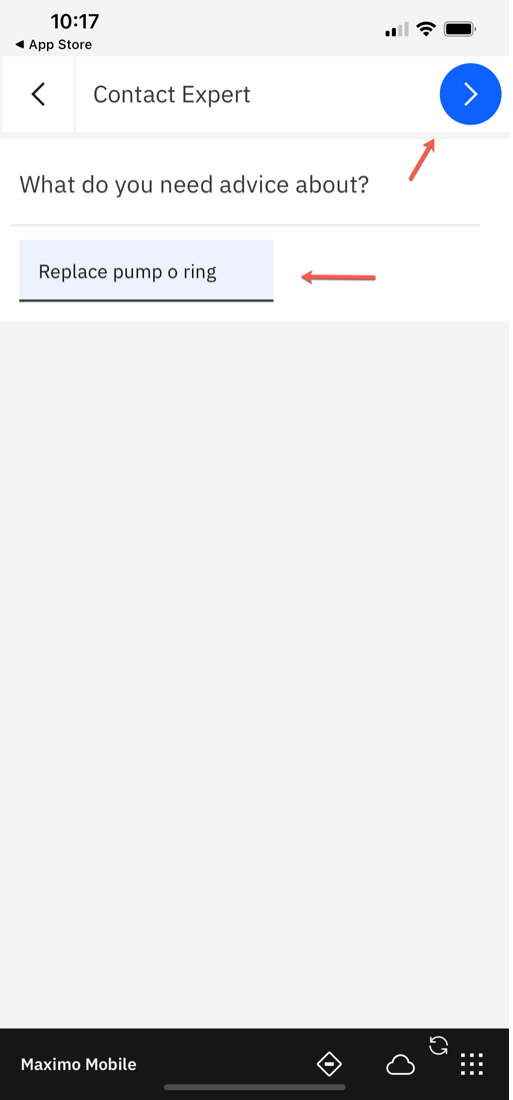 10:17
◀ App Store
Contact Expert
What do you need advice about?
Replace pump o ring
Maximo Mobile